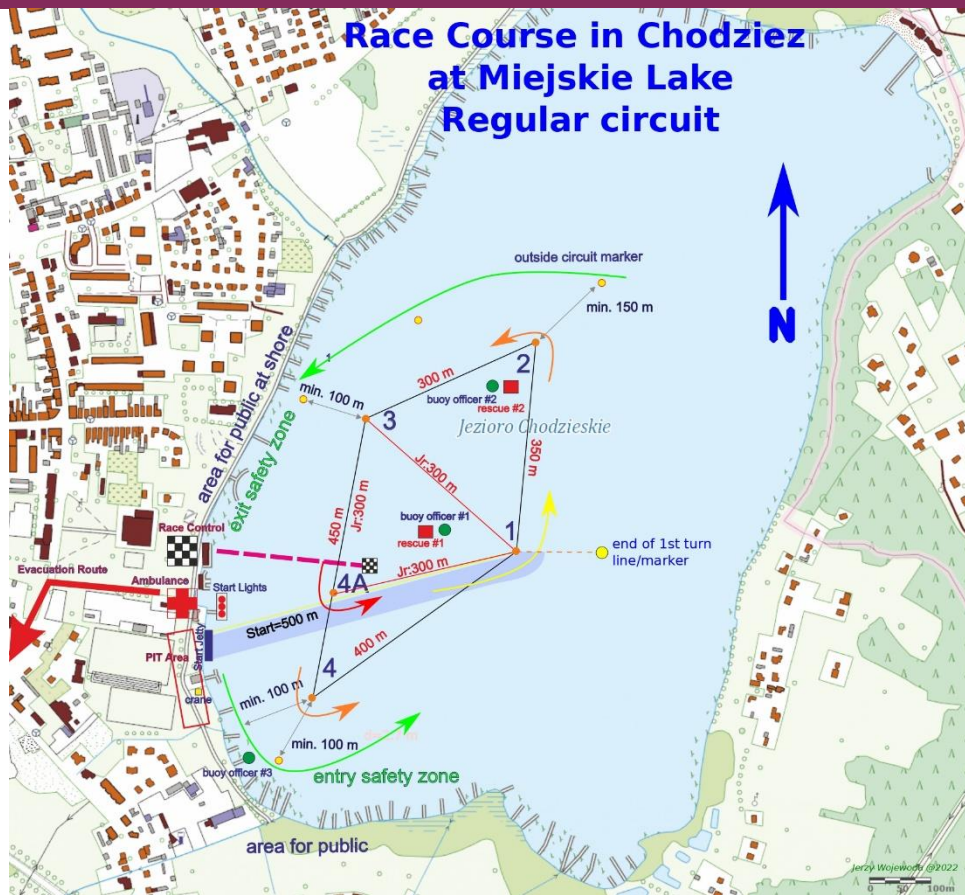 Race Course in Chodziez
at Miejskie Lake
Regular circuit
outside circuit marker
min. 150 m
N
1
2
300 m
buoy officer #2
rescue #2
min. 100 m
3
Jezioro Chodzieskie
area for public at shore
exit safety zone
350 m
Jr:300 m
450 m
Jr:300 m
buoy officer #1
rescue #1
1
Race Control
end of 1st turn
line/marker
Evacuation Route
Ambulance
Start Lights
4A
Jr:300 m
Start=500 m
Start Jetty
PIT Area
400 m
4
crane
min. 100 m
min. 100 m
buoy officer #3
entry safety zone
area for public
Jerzy Wojewoda @2022
50 100m